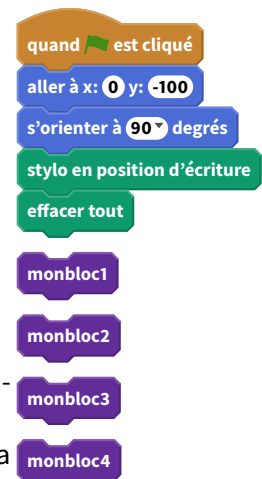 quand est cliqué
aller à x: 0 y: -100
s'orienter à 90 degrés
stylo en position d'écriture
effacer tout
monbloc1
monbloc2
-
monbloc3
a
monbloc4